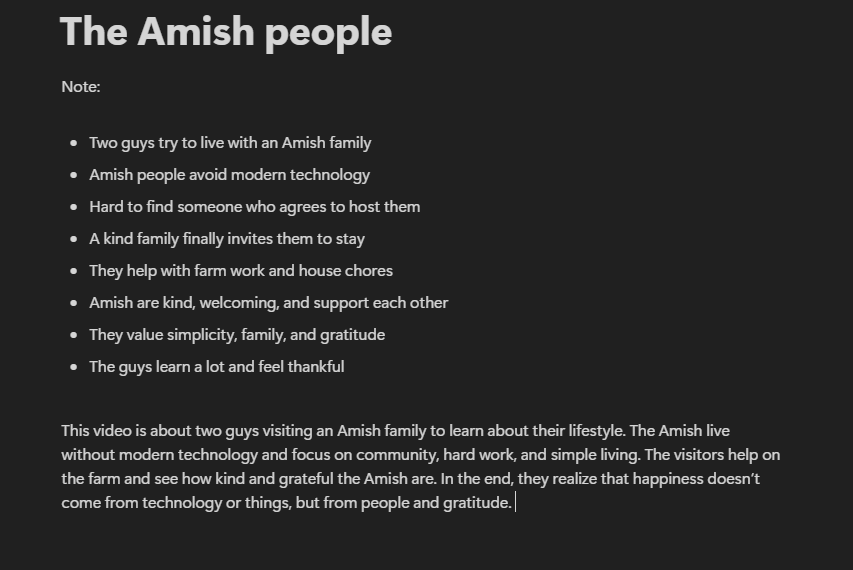 The Amish people
Note:
• Two guys try to live with an Amish family
• Amish people avoid modern technology
• Hard to find someone who agrees to host them
• A kind family finally invites them to stay
• They help with farm work and house chores
• Amish are kind, welcoming, and support each other
• They value simplicity, family, and gratitude
• The guys learn a lot and feel thankful
This video is about two guys visiting an Amish family to learn about their lifestyle. The Amish live
without modern technology and focus on community, hard work, and simple living. The visitors help on
the farm and see how kind and grateful the Amish are. In the end, they realize that happiness doesn’t
come from technology or things, but from people and gratitude.